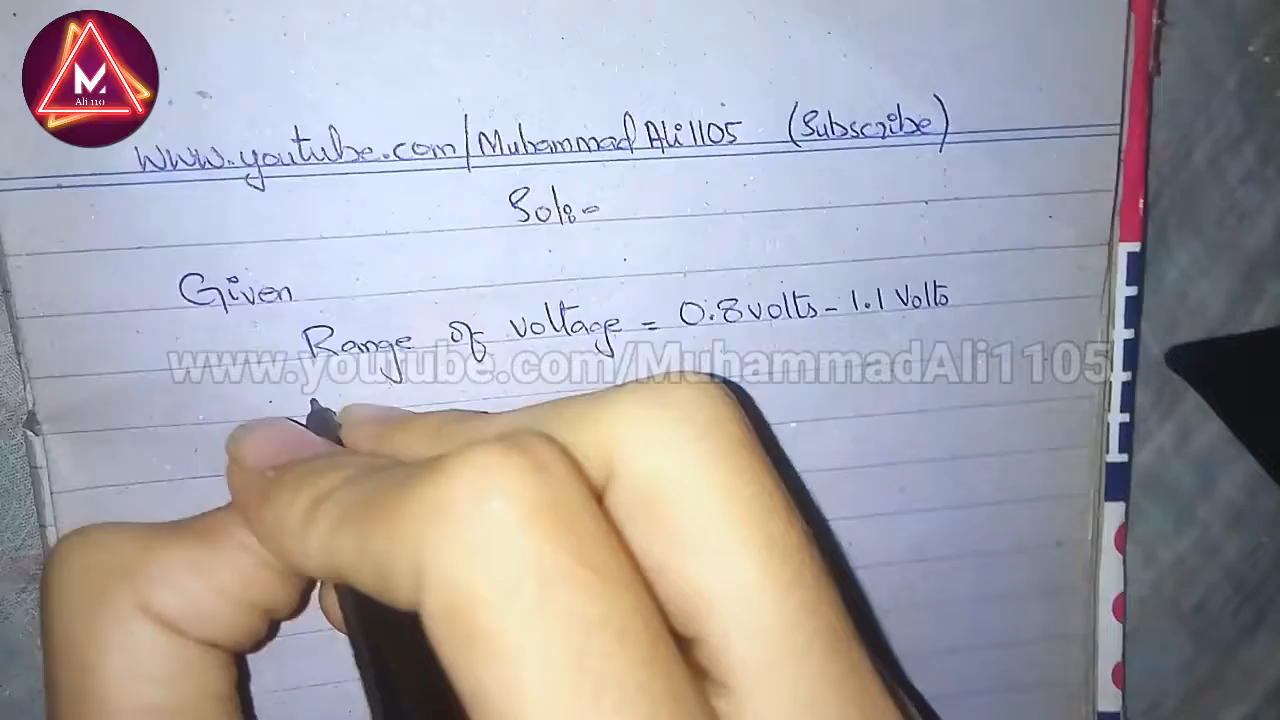 M
Ali 110
www.youtube.com/MuhammadAli1105 (Subscribe)
Sol:-
Given
Range of voltage = 0.8 volts - 1.1 Volts
www.youtube.com/MuhammadAli1105